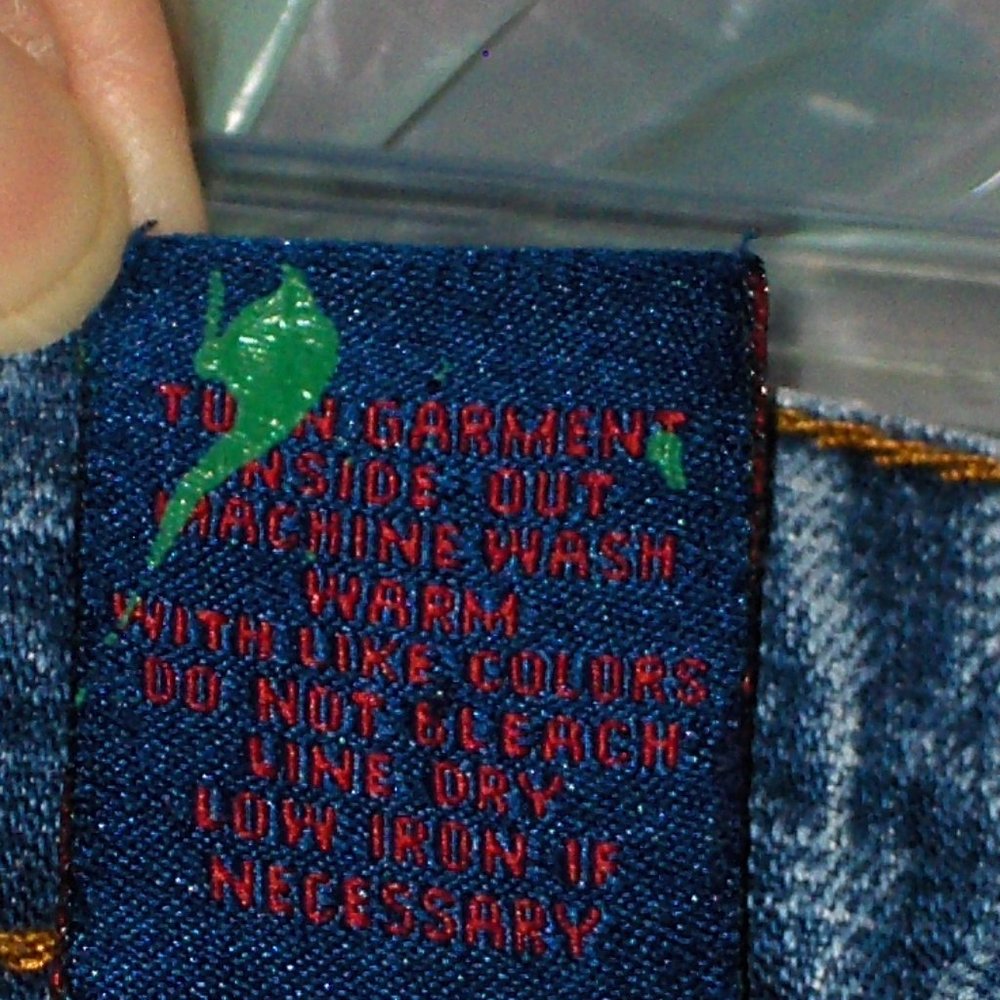 TURN GARMENT
INSIDE OUT
MACHINE WASH
WARM
WITH LIKE COLORS
DO NOT BLEACH
LINE DRY
LOW IRON IF
NECESSARY